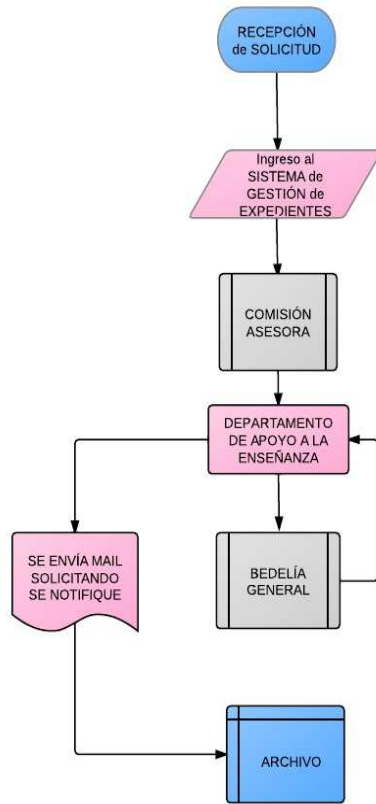 RECEPCIÓN
de SOLICITUD
Ingreso al
SISTEMA de
GESTIÓN de
EXPEDIENTES
COMISIÓN
ASESORA
DEPARTAMENTO
DE APOYO A LA
ENSEÑANZA
SE ENVÍA MAIL
SOLICITANDO
SE NOTIFIQUE
BEDELÍA
GENERAL
ARCHIVO